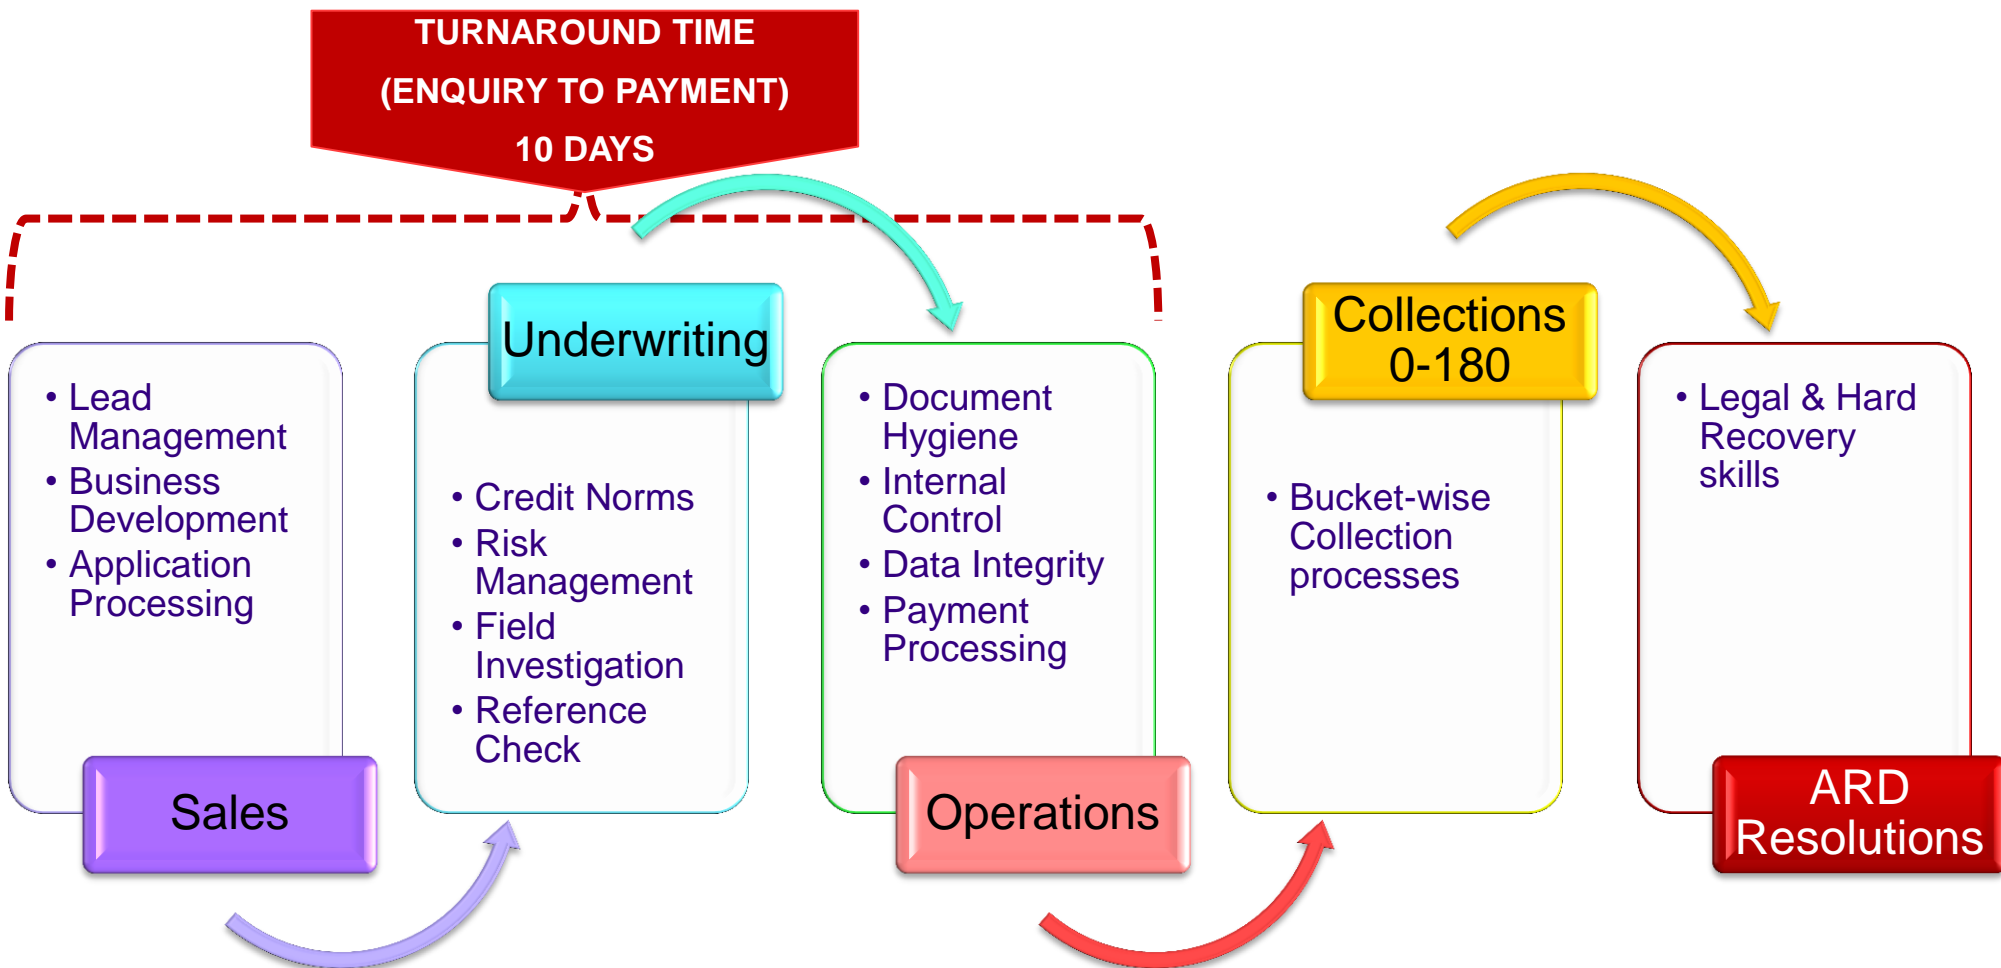 TURNAROUND TIME
(ENQUIRY TO PAYMENT)
10 DAYS
• Lead
Management
• Business
Development
• Application
Processing
Sales
Underwriting
• Credit Norms
• Risk
Management
• Field
Investigation
• Reference
Check
• Document
Hygiene
• Internal
Control
• Data Integrity
• Payment
Processing
Operations
Collections
0-180
• Bucket-wise
Collection
processes
• Legal & Hard
Recovery
skills
ARD
Resolutions